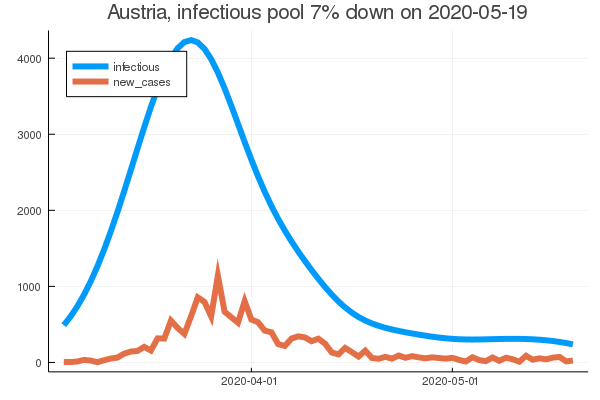 Austria, infectious pool 7% down on 2020-05-19
infectious
new_cases
4000
3000
2000
1000
0
2020-04-01
2020-05-01